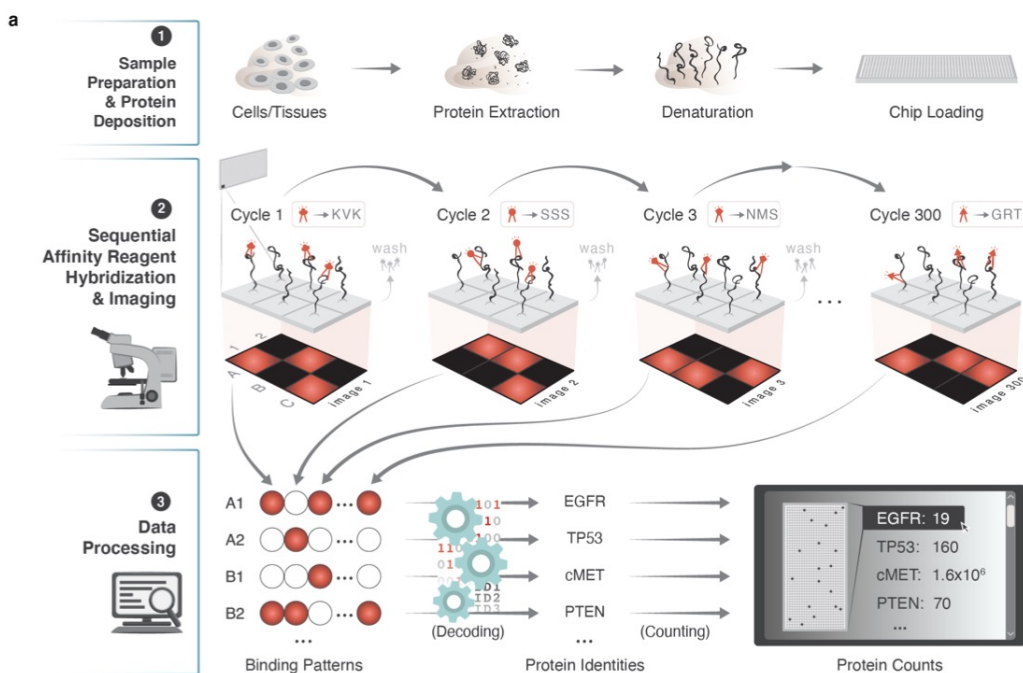 a
1
Sample
Preparation
& Protein
Deposition
Cells/Tissues
Protein Extraction
Denaturation
Chip Loading
2
Sequential
Affinity Reagent
Hybridization
& Imaging
Cycle 1
→KVK
Cycle 2
→SSS
Cycle 3
→NMS
Cycle 300
→GRT
wash
wash
wash
...
1
2
A
B
C
image 1
image 2
image 3
image 300
3
Data
Processing
A1
...
EGFR
A2
...
TP53
B1
...
cMET
B2
...
PTEN
...
(Decoding)
...
(Counting)
101
10
100
110
01
ID1
ID2
ID3
EGFR: 19
TP53: 160
cMET: 1.6x10⁶
PTEN: 70
...
Binding Patterns
Protein Identities
Protein Counts